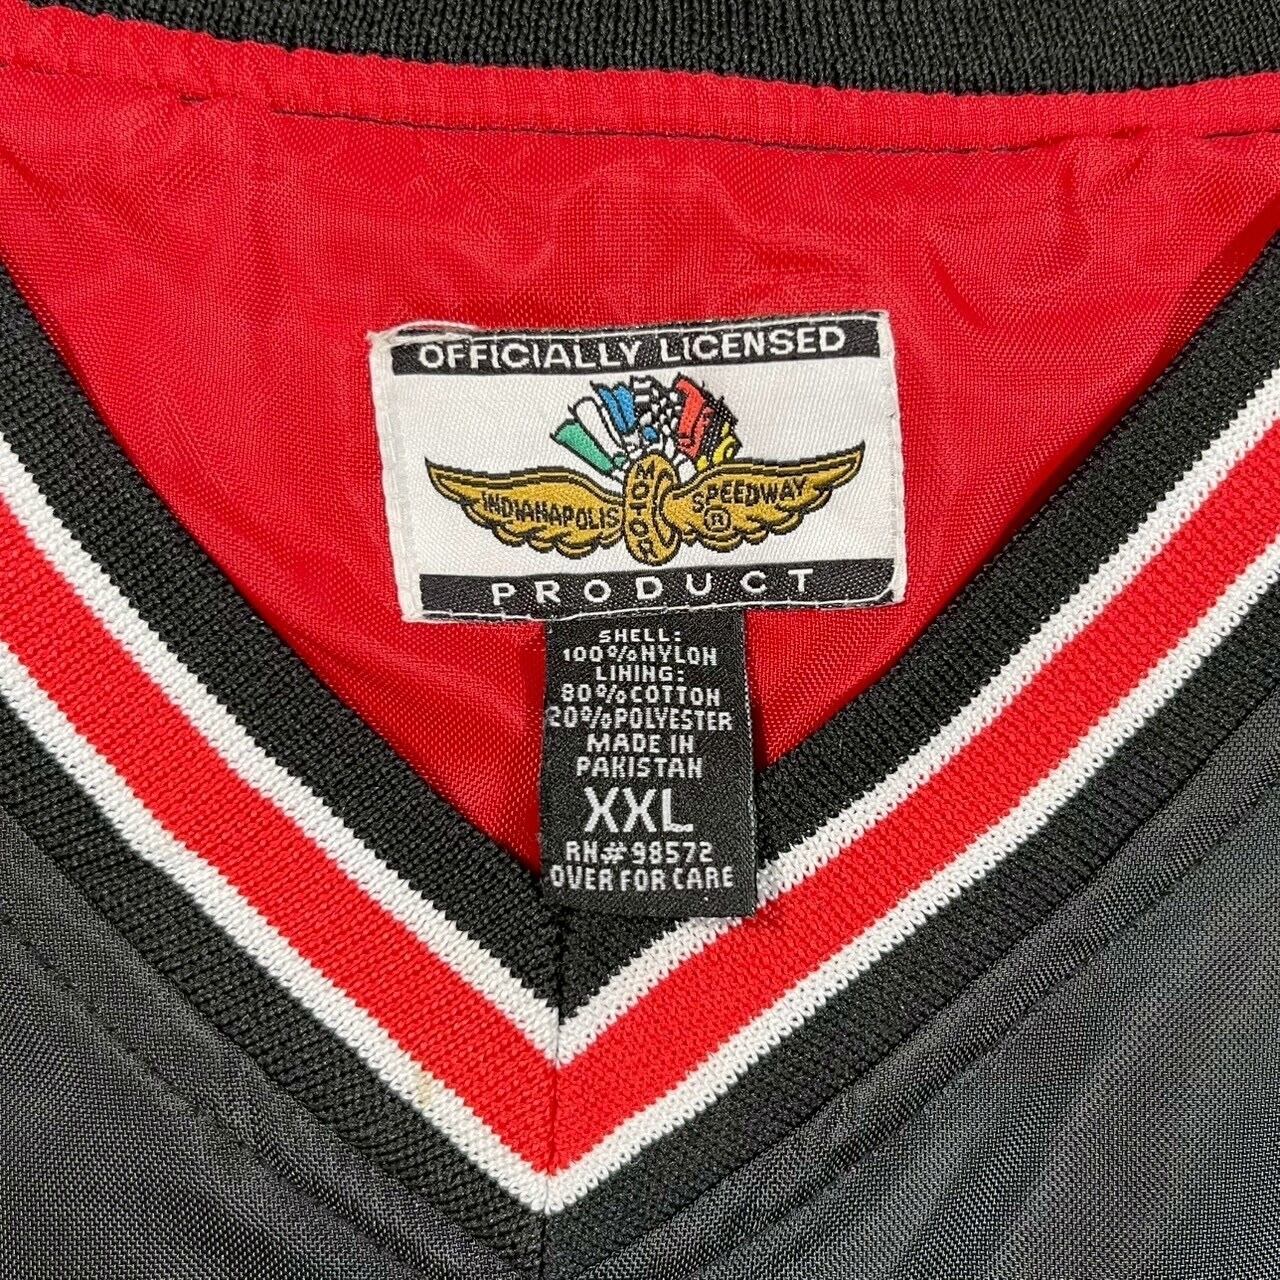 OFFICIALLY LICENSED
INDIANAPOLIS MOTOR SPEEDWAY
®
PRODUCT
SHELL:
100%NYLON
LINING:
80%COTTON
20%POLYESTER
MADE IN
PAKISTAN
XXL
RN#98572
OVER FOR CARE